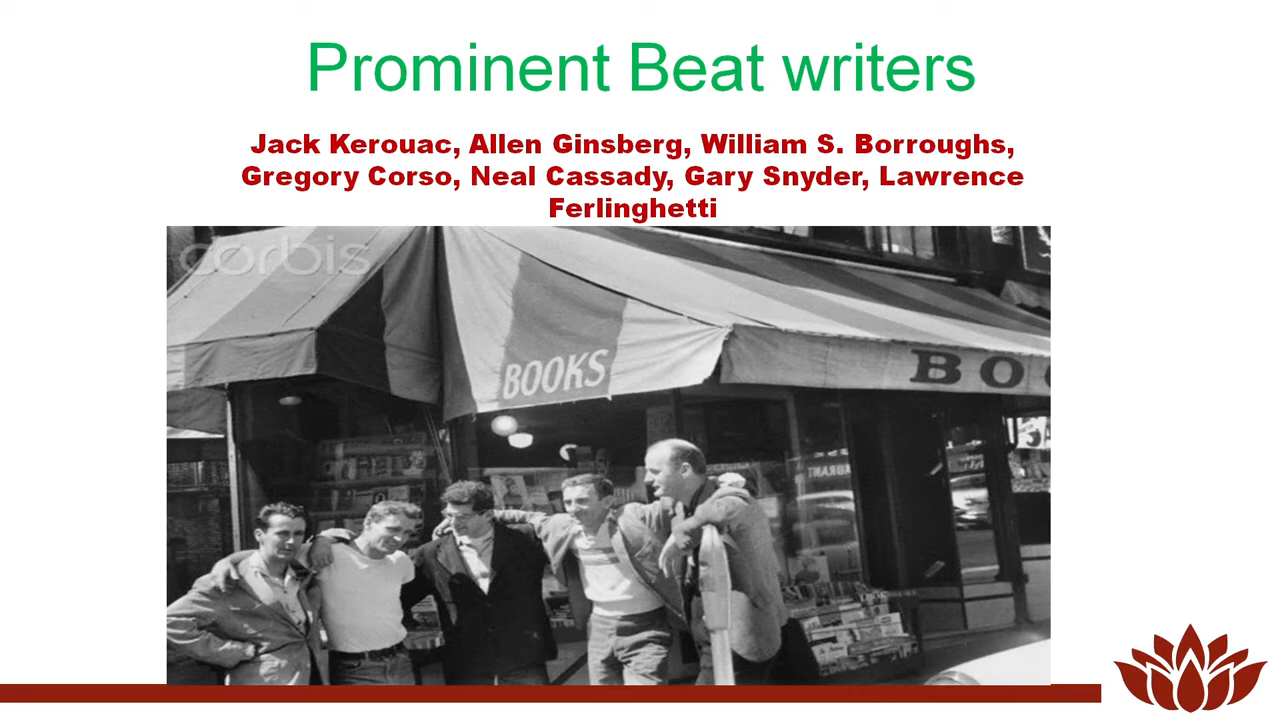 Prominent Beat writers
Jack Kerouac, Allen Ginsberg, William S. Borroughs,
Gregory Corso, Neal Cassady, Gary Snyder, Lawrence
Ferlinghetti
corbis
BOOKS
BOO